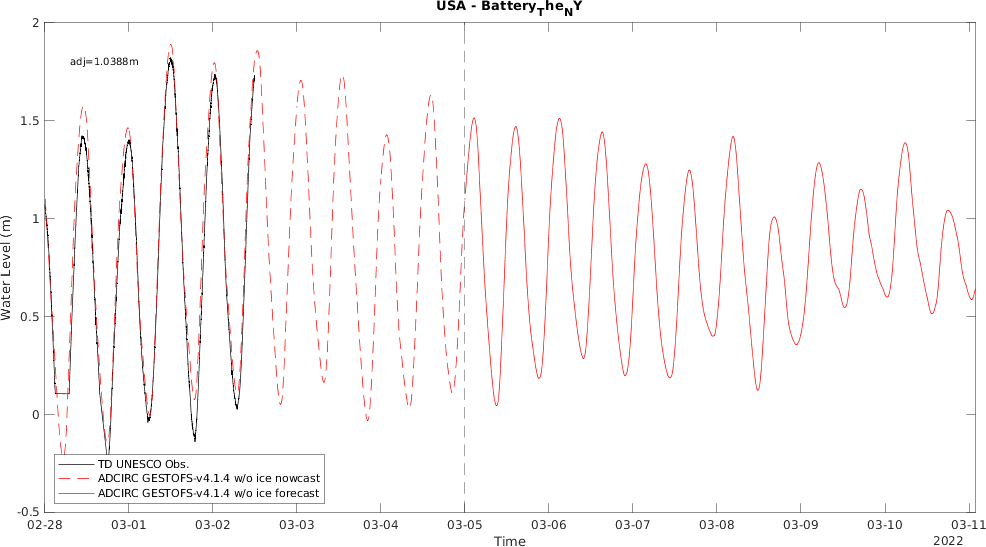 USA - Battery_The_NY
adj=1.0388m
Water Level (m)
2
1.5
1
0.5
0
-0.5
TD UNESCO Obs.
ADCIRC GESTOFS-v4.1.4 w/o ice nowcast
ADCIRC GESTOFS-v4.1.4 w/o ice forecast
02-28 03-01 03-02 03-03 03-04 03-05 03-06 03-07 03-08 03-09 03-10 03-11
Time
2022